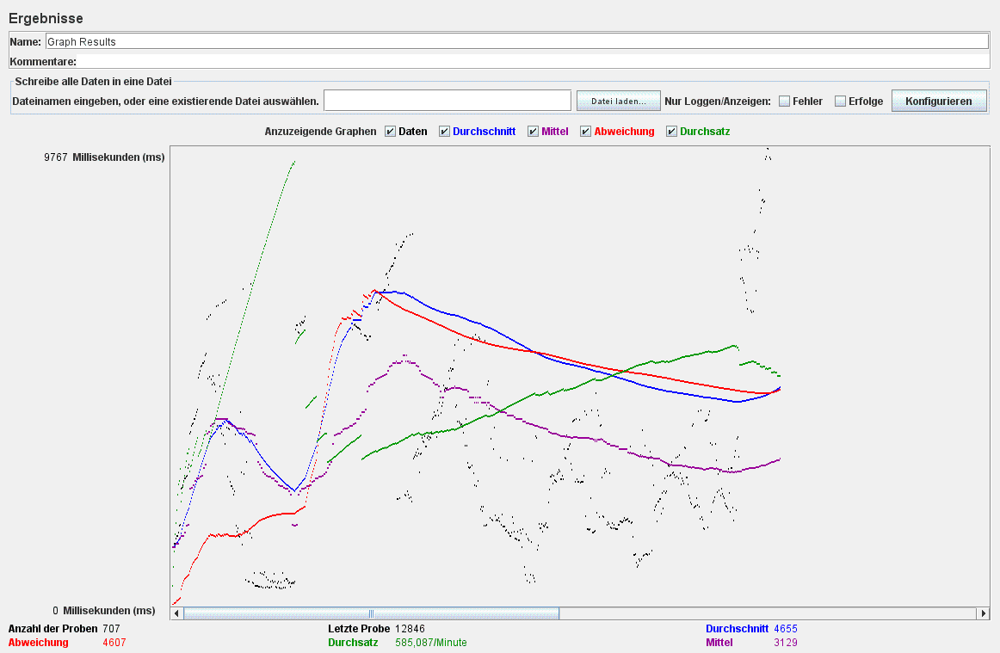 Ergebnisse
Name: Graph Results
Kommentare:
Schreibe alle Daten in eine Datei
Dateinamen eingeben, oder eine existierende Datei auswählen. Datei laden... Nur Loggen/Anzeigen: Fehler Erfolge Konfigurieren
Anzuzeigende Graphen Daten Durchschnitt Mittel Abweichung Durchsatz
9767 Millisekunden (ms)
0 Millisekunden (ms)
Anzahl der Proben 707 Letzte Probe 12846 Durchschnitt 4655
Abweichung 4607 Durchsatz 585,087/Minute Mittel 3129